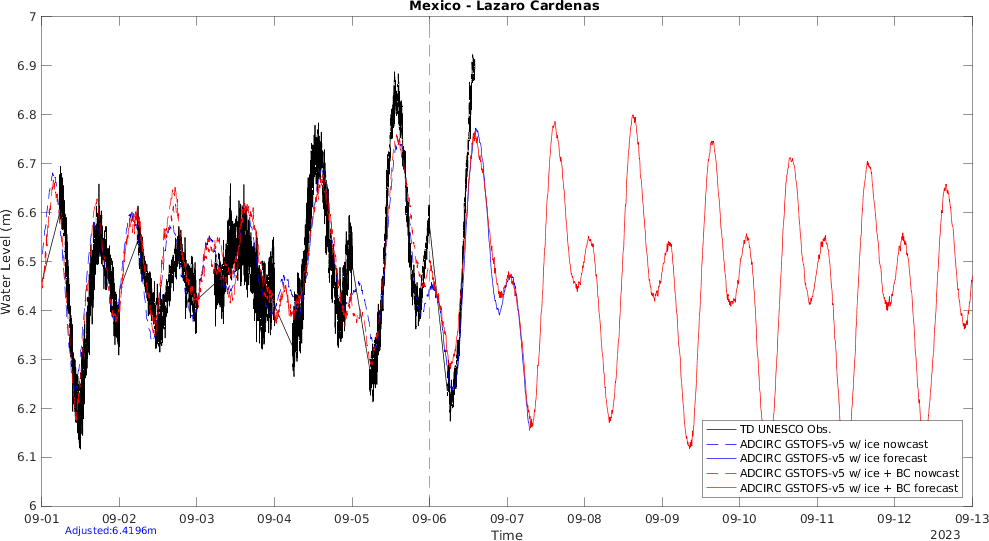 Mexico - Lazaro Cardenas
7
6.9
6.8
6.7
6.6
6.5
6.4
6.3
6.2
6.1
6
Water Level (m)
TD UNESCO Obs.
ADCIRC GSTOFS-v5 w/ ice nowcast
ADCIRC GSTOFS-v5 w/ ice forecast
ADCIRC GSTOFS-v5 w/ ice + BC nowcast
ADCIRC GSTOFS-v5 w/ ice + BC forecast
09-01 09-02 09-03 09-04 09-05 09-06 09-07 09-08 09-09 09-10 09-11 09-12 09-13
Adjusted:6.4196m
Time
2023